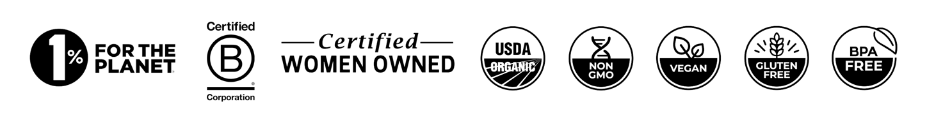 1%
FOR THE
PLANET
Certified
B
®
Corporation
Certified
WOMEN OWNED
USDA
ORGANIC
NON
GMO
VEGAN
GLUTEN
FREE
BPA
FREE